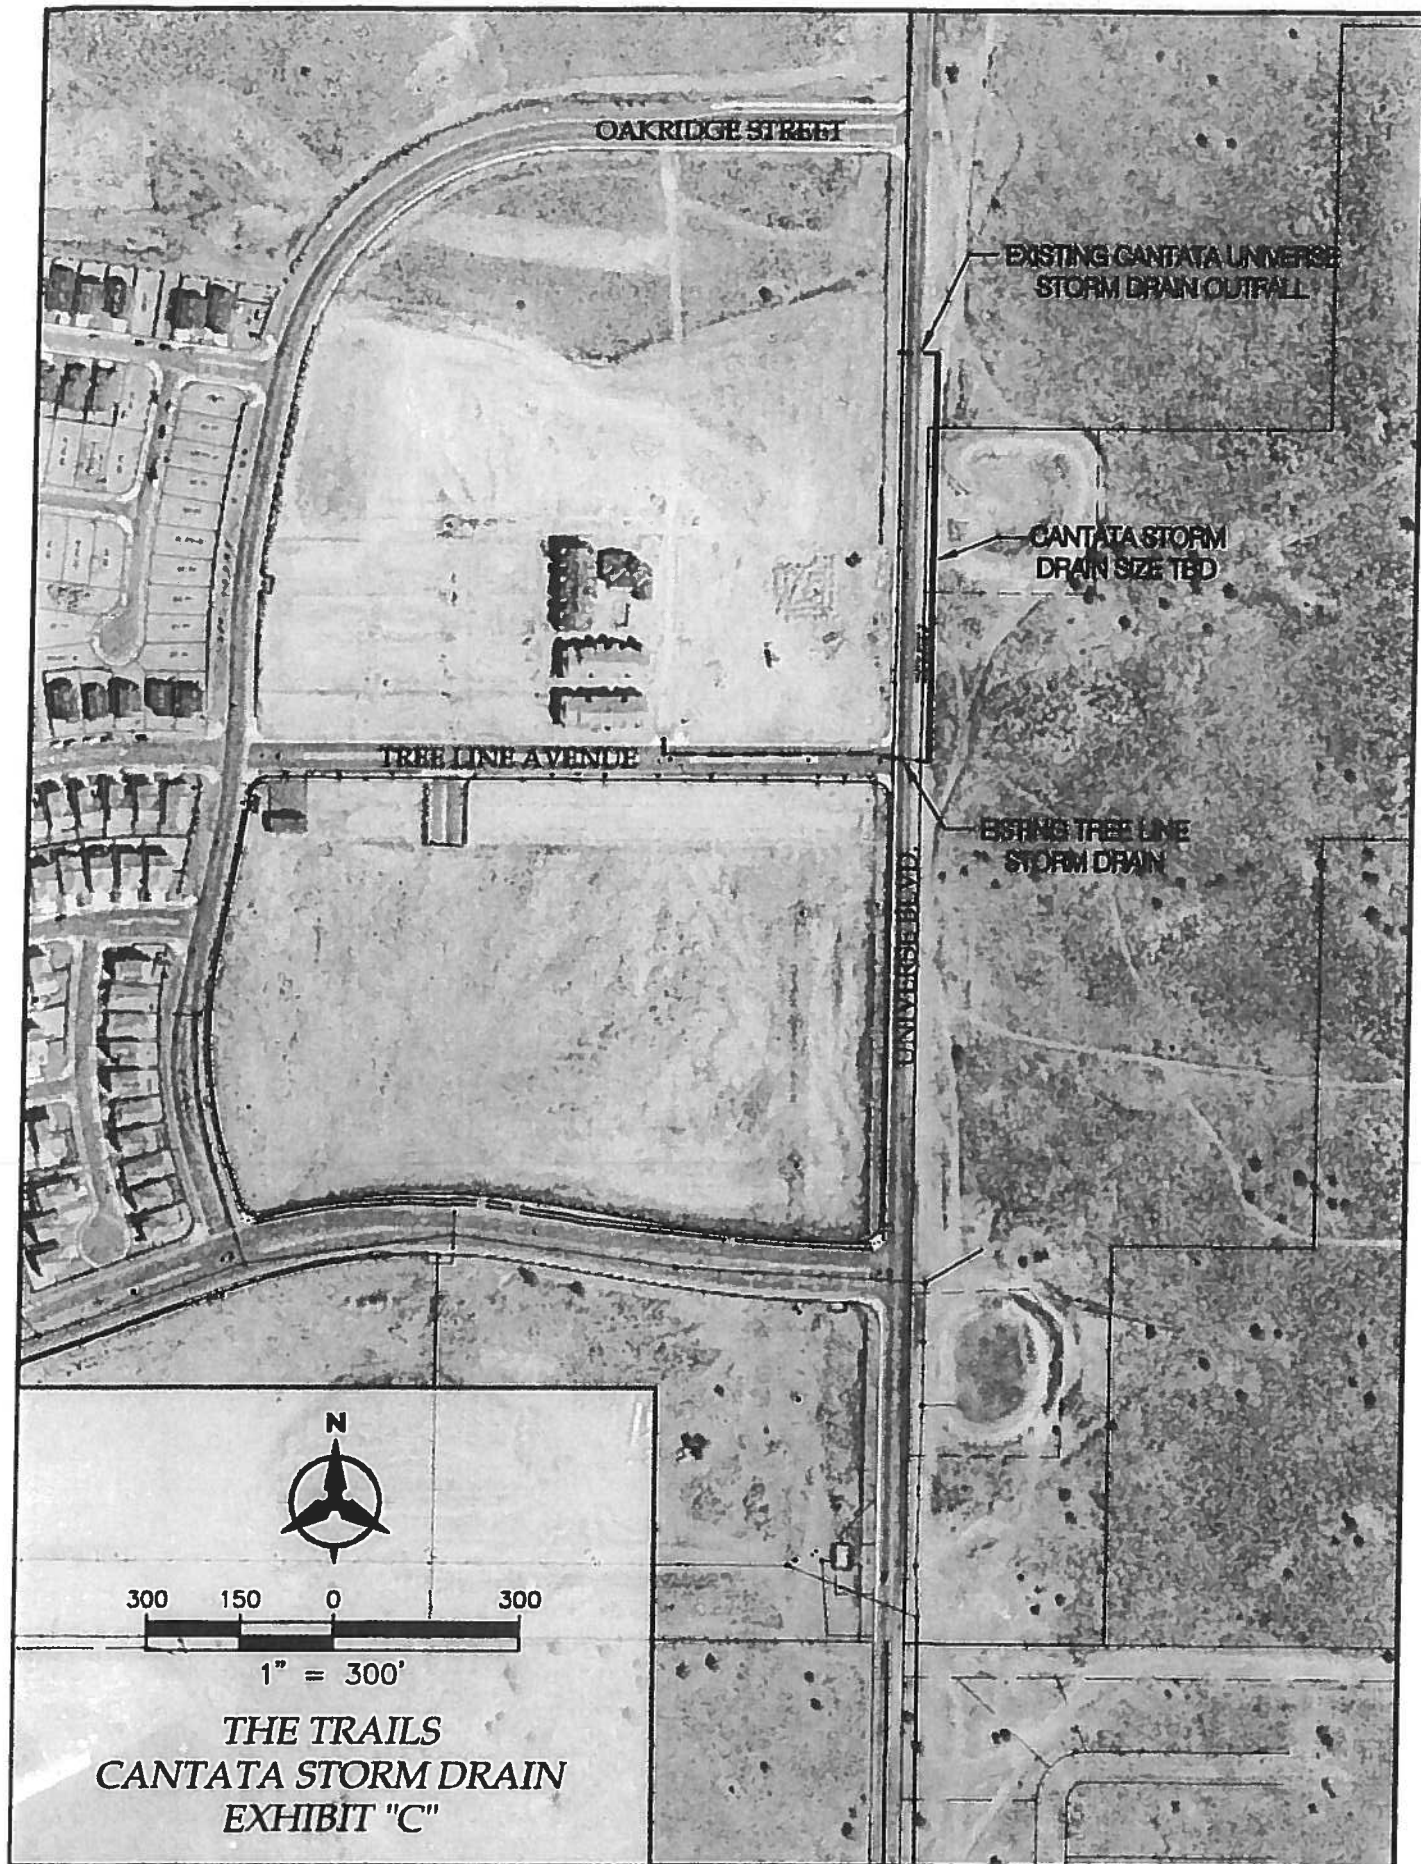 OAKRIDGE STREET
EXISTING CANTATA UNIVERSE
STORM DRAIN OUTFALL
CANTATA STORM
DRAIN SIZE TBD
TREE LINE AVENUE
EISTING TREE LINE
STORM DRAIN
UNIVERSE BLVD.
N
300 150 0 300
1" = 300'
THE TRAILS
CANTATA STORM DRAIN
EXHIBIT "C"